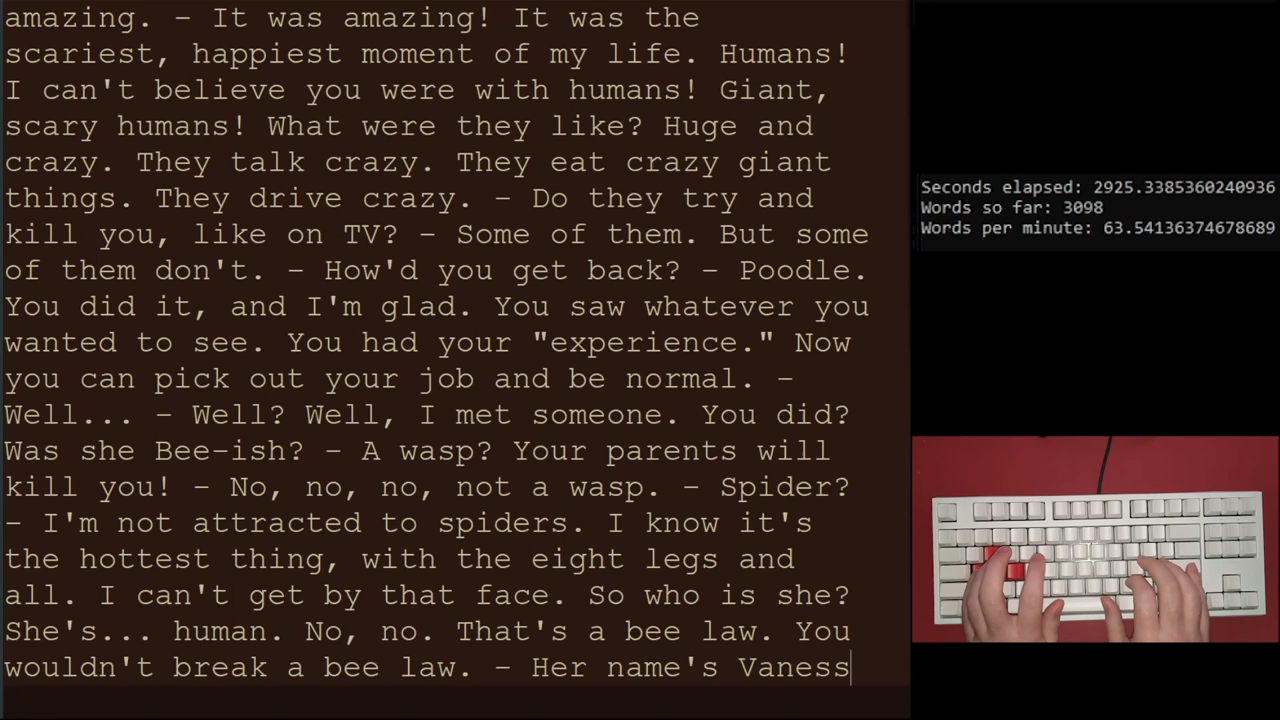 amazing. – It was amazing! It was the
scariest, happiest moment of my life. Humans!
I can't believe you were with humans! Giant,
scary humans! What were they like? Huge and
crazy. They talk crazy. They eat crazy giant
things. They drive crazy. – Do they try and
kill you, like on TV? – Some of them. But some
of them don't. – How'd you get back? – Poodle.
You did it, and I'm glad. You saw whatever you
wanted to see. You had your "experience." Now
you can pick out your job and be normal. –
Well... – Well? Well, I met someone. You did?
Was she Bee-ish? – A wasp? Your parents will
kill you! – No, no, no, not a wasp. – Spider?
– I'm not attracted to spiders. I know it's
the hottest thing, with the eight legs and
all. I can't get by that face. So who is she?
She's... human. No, no. That's a bee law. You
wouldn't break a bee law. – Her name's Vaness
Seconds elapsed: 2925.3385360240936
Words so far: 3098
Words per minute: 63.54136374678689